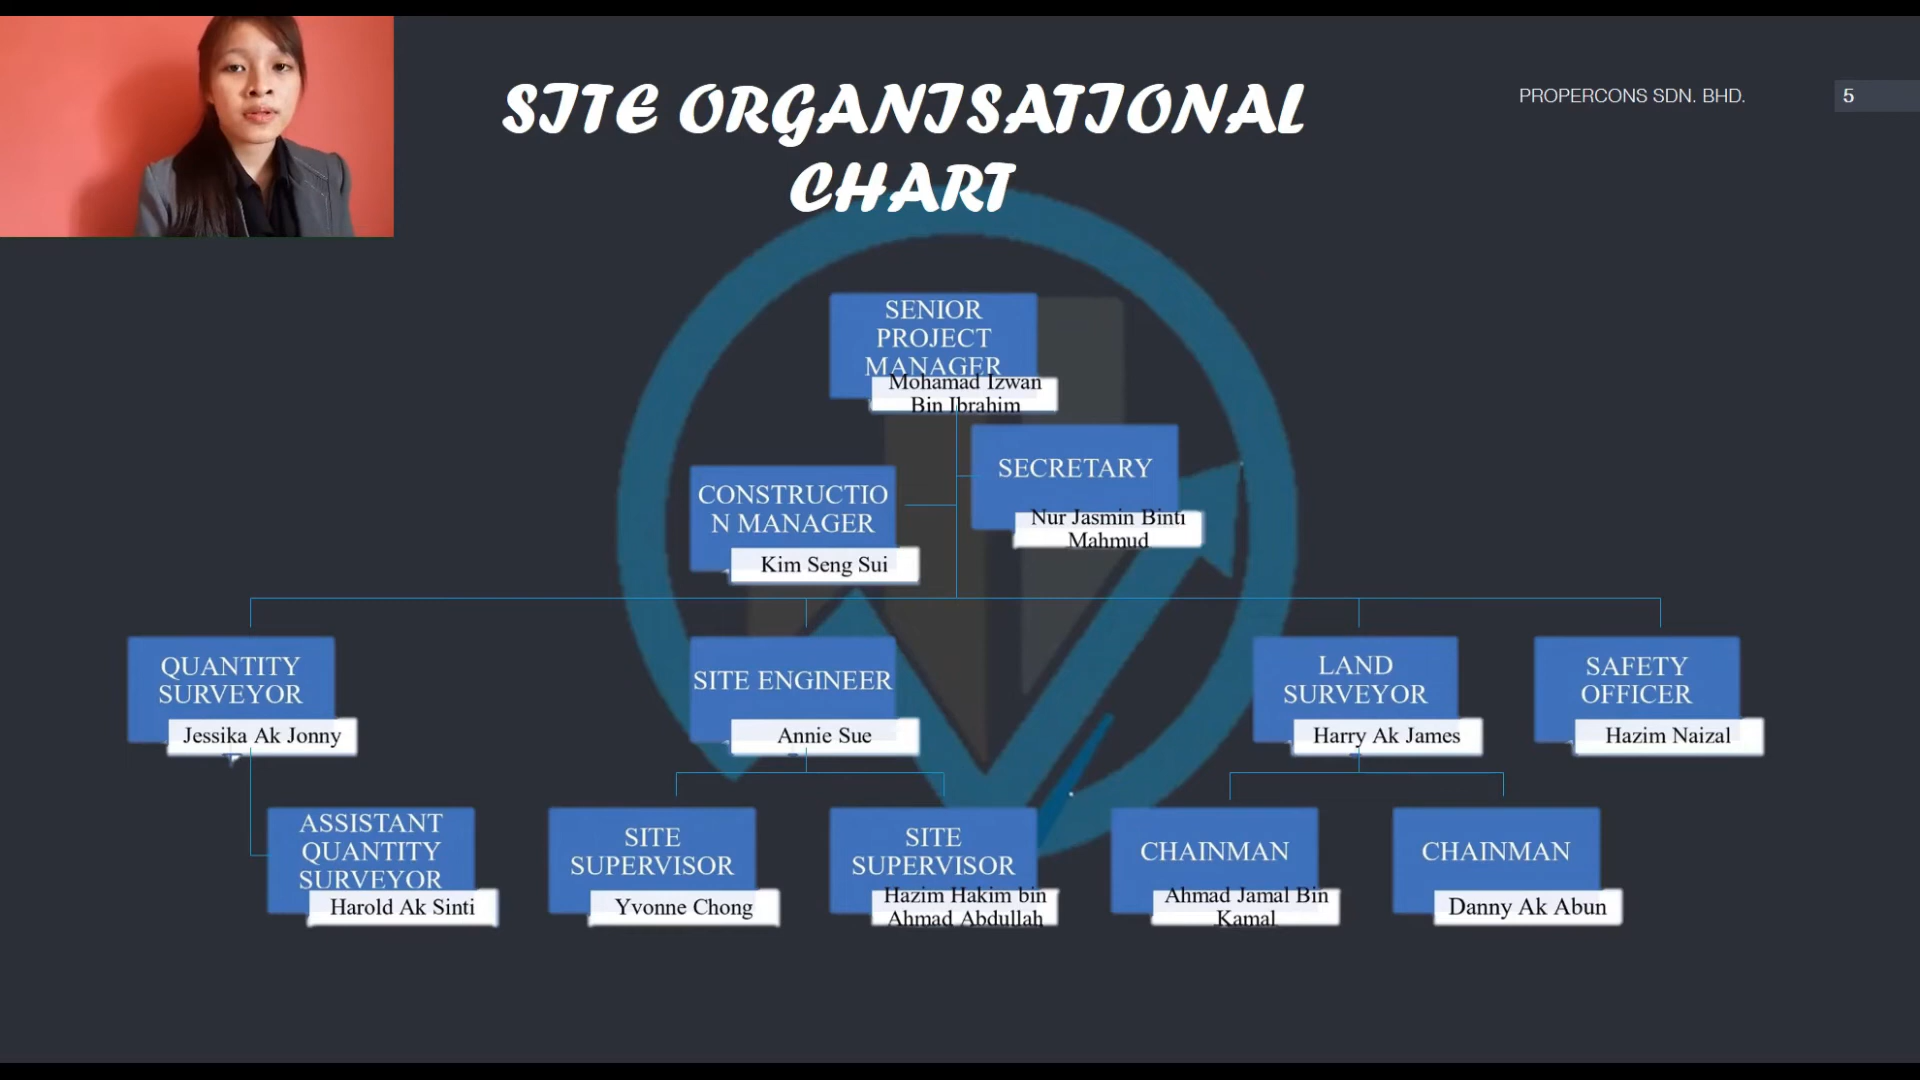 SITE ORGANISATIONAL
CHART
PROPERCONS SDN. BHD.
5
SENIOR
PROJECT
MANAGER
Mohamad Izwan
Bin Ibrahim
SECRETARY
Nur Jasmin Binti
Mahmud
CONSTRUCTIO
N MANAGER
Kim Seng Sui
QUANTITY
SURVEYOR
Jessika Ak Jonny
SITE ENGINEER
Annie Sue
LAND
SURVEYOR
Harry Ak James
SAFETY
OFFICER
Hazim Naizal
ASSISTANT
QUANTITY
SURVEYOR
Harold Ak Sinti
SITE
SUPERVISOR
Yvonne Chong
SITE
SUPERVISOR
Hazim Hakim bin
Ahmad Abdullah
CHAINMAN
Ahmad Jamal Bin
Kamal
CHAINMAN
Danny Ak Abun